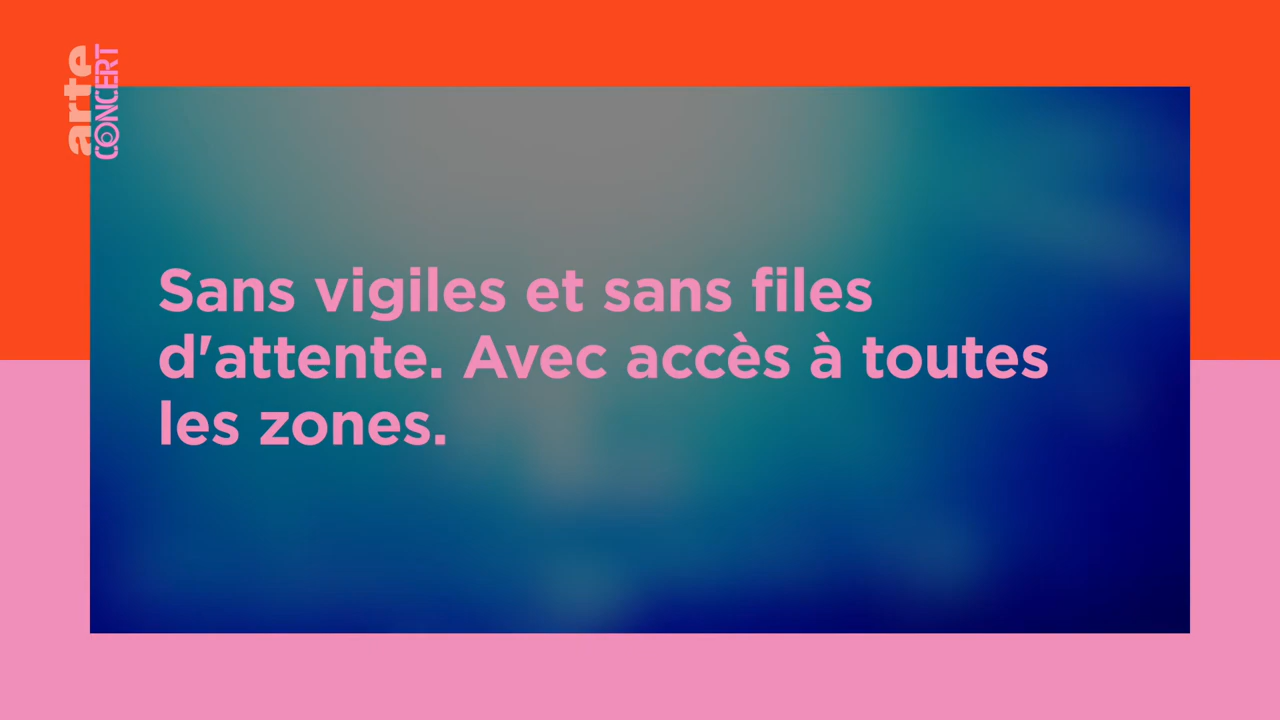 arte
CONCERT
Sans vigiles et sans files
d'attente. Avec accès à toutes
les zones.